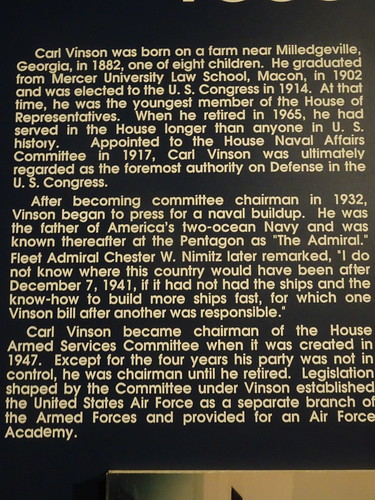 Carl Vinson was born on a farm near Milledgeville,
Georgia, in 1882, one of eight children. He graduated
from Mercer University Law School, Macon, in 1902
and was elected to the U. S. Congress in 1914. At that
time, he was the youngest member of the House of
Representatives. When he retired in 1965, he had
served in the House longer than anyone in U. S.
history. Appointed to the House Naval Affairs
Committee in 1917, Carl Vinson was ultimately
regarded as the foremost authority on Defense in the
U. S. Congress.
After becoming committee chairman in 1932,
Vinson began to press for a naval buildup. He was
the father of America's two-ocean Navy and was
known thereafter at the Pentagon as "The Admiral."
Fleet Admiral Chester W. Nimitz later remarked, "I do
not know where this country would have been after
December 7, 1941, if it had not had the ships and the
know-how to build more ships fast, for which one
Vinson bill after another was responsible."
Carl Vinson became chairman of the House
Armed Services Committee when it was created in
1947. Except for the four years his party was not in
control, he was chairman until he retired. Legislation
shaped by the Committee under Vinson established
the United States Air Force as a separate branch of
the Armed Forces and provided for an Air Force
Academy.